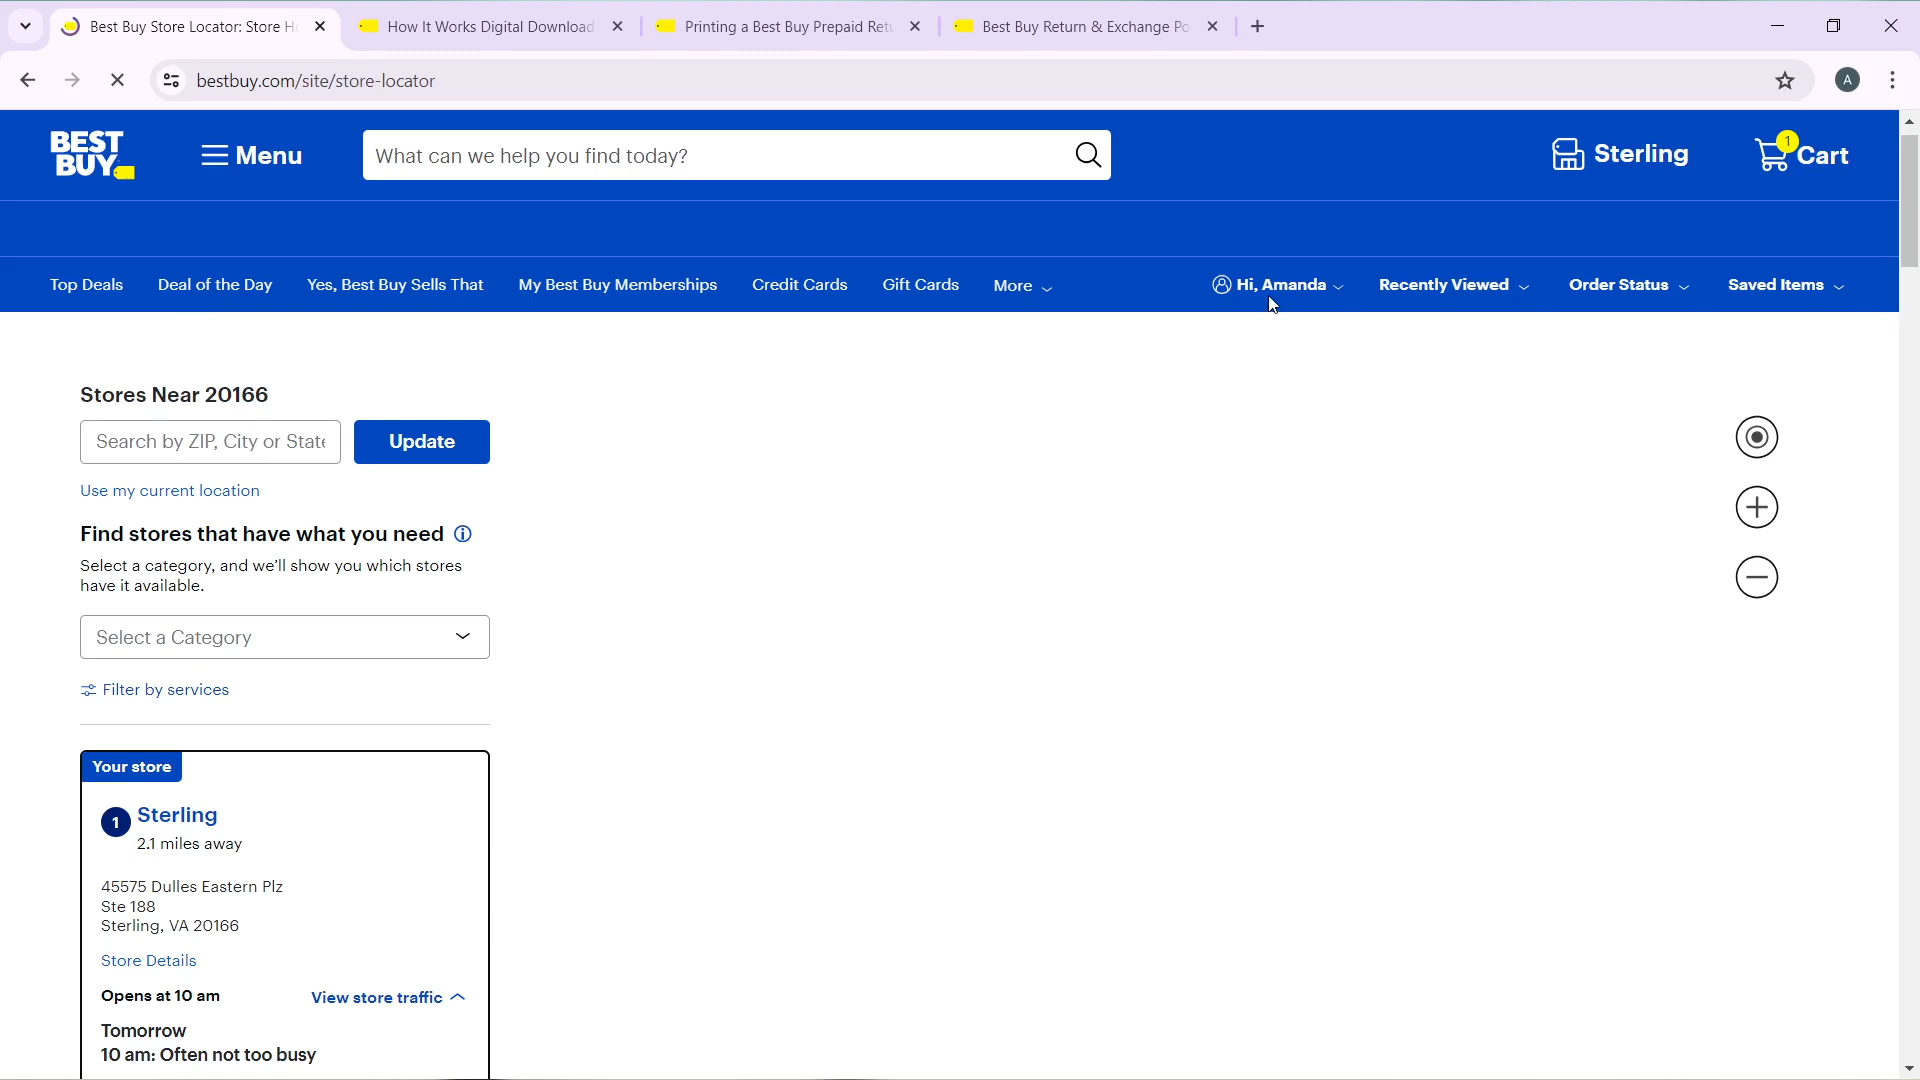 Best Buy Store Locator: Store H
How It Works Digital Download
Printing a Best Buy Prepaid Ret
Best Buy Return & Exchange Po
bestbuy.com/site/store-locator
A
BEST BUY
Menu
What can we help you find today?
Sterling
1
Cart
Top Deals
Deal of the Day
Yes, Best Buy Sells That
My Best Buy Memberships
Credit Cards
Gift Cards
More
Hi, Amanda
Recently Viewed
Order Status
Saved Items
Stores Near 20166
Search by ZIP, City or State
Update
Use my current location
Find stores that have what you need
Select a category, and we'll show you which stores
have it available.
Select a Category
Filter by services
Your store
1
Sterling
2.1 miles away
45575 Dulles Eastern Plz
Ste 188
Sterling, VA 20166
Store Details
Opens at 10 am
View store traffic
Tomorrow
10 am: Often not too busy